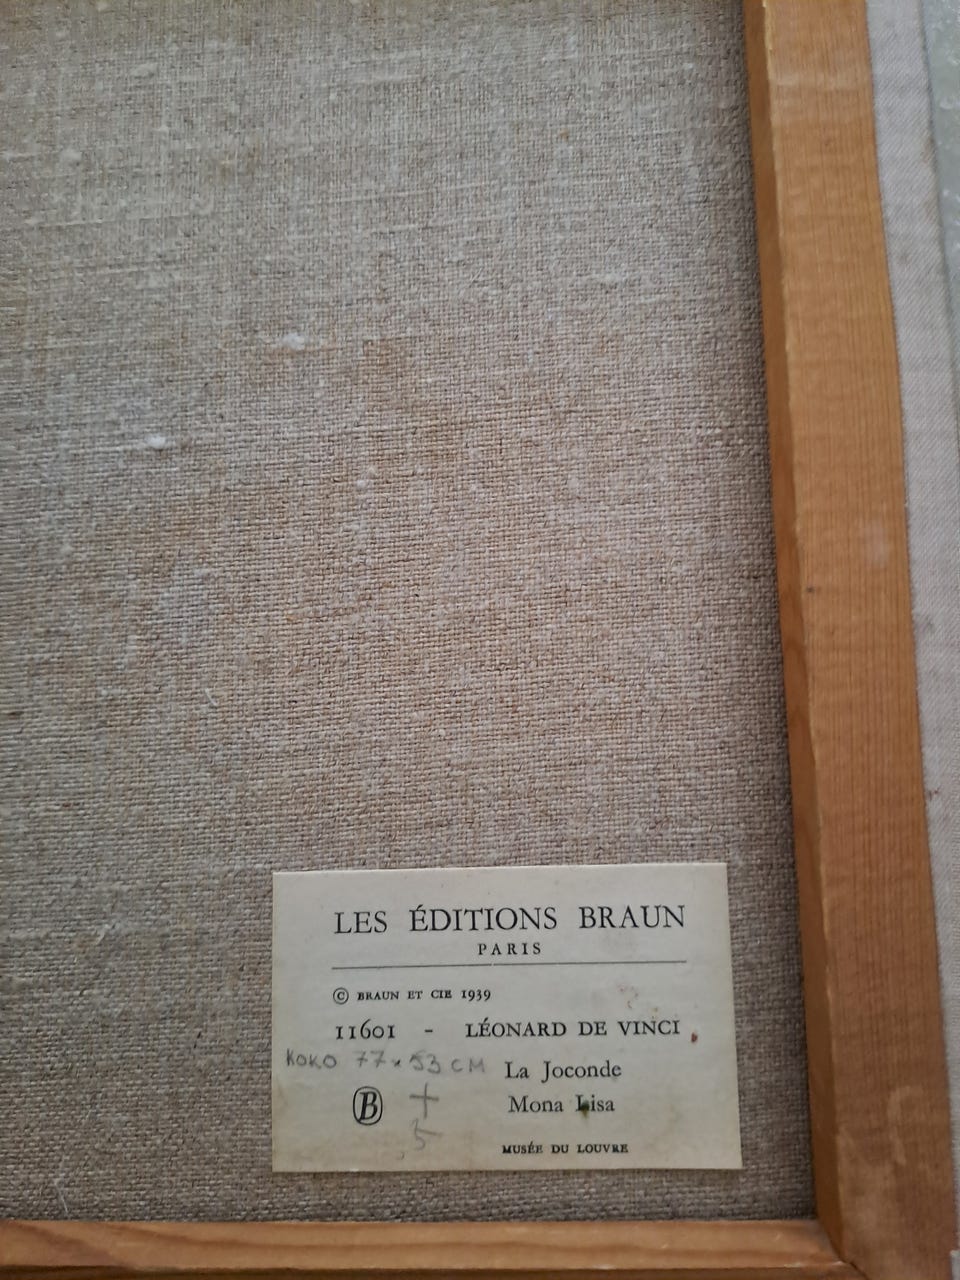 LES ÉDITIONS BRAUN
PARIS
© BRAUN ET CIE 1939
11601 - LÉONARD DE VINCI
KOKO 77 x 53 CM
La Joconde
B +
Mona Lisa
5
MUSÉE DU LOUVRE